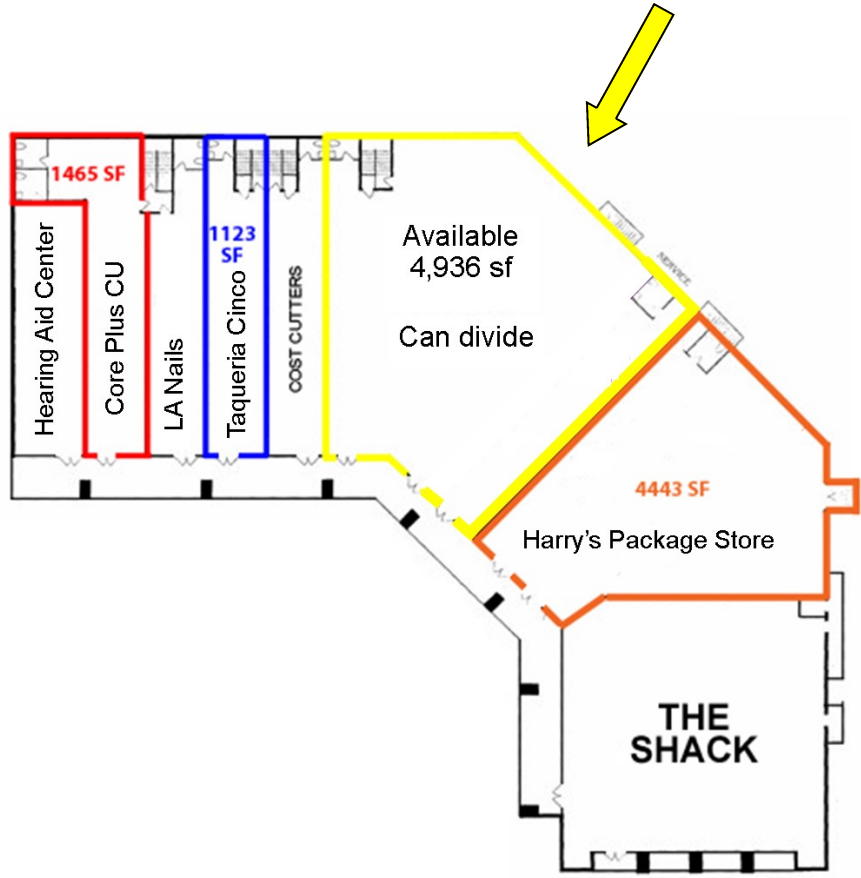 1465 SF
Hearing Aid Center
Core Plus CU
LA Nails
1123
SF
Taqueria Cinco
COST CUTTERS
Available
4,936 sf
Can divide
SERVICE
4443 SF
Harry's Package Store
THE
SHACK